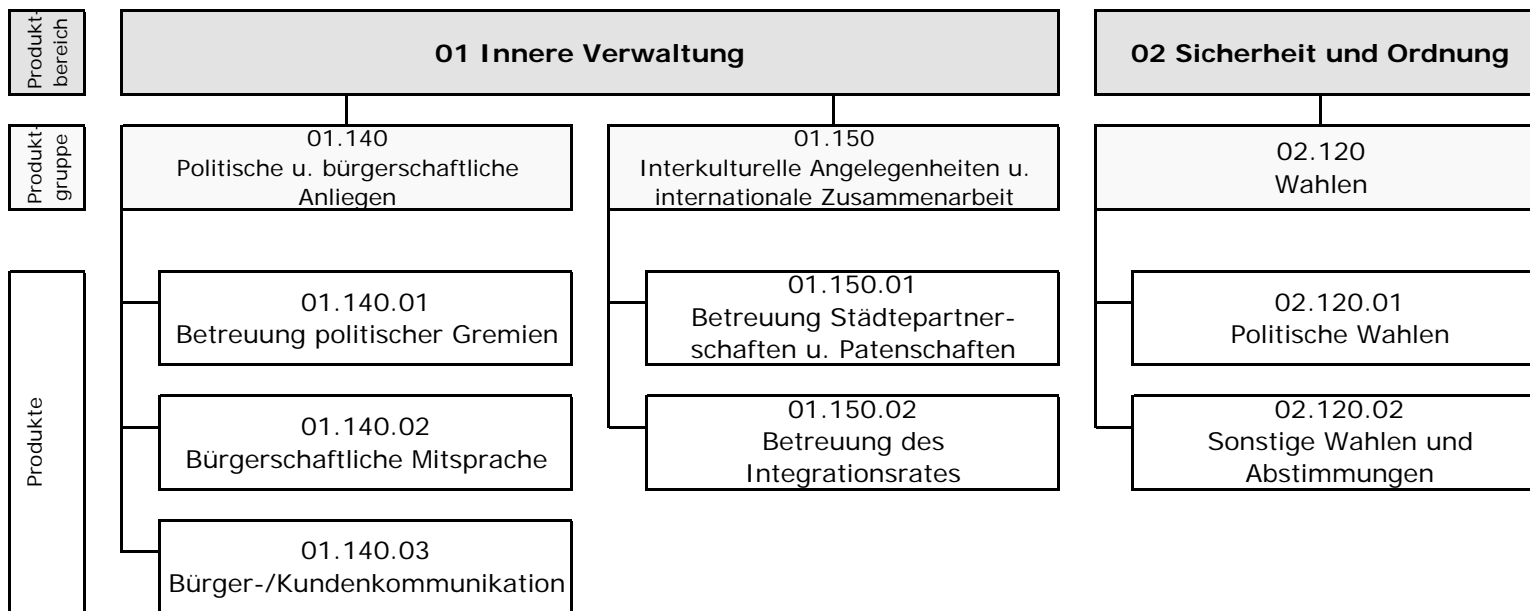 Produkt-
bereich
01 Innere Verwaltung
02 Sicherheit und Ordnung
Produkt-
gruppe
01.140
Politische u. bürgerschaftliche
Anliegen
01.150
Interkulturelle Angelegenheiten u.
internationale Zusammenarbeit
02.120
Wahlen
Produkte
01.140.01
Betreuung politischer Gremien
01.150.01
Betreuung Städtepartner-
schaften u. Patenschaften
02.120.01
Politische Wahlen
01.140.02
Bürgerschaftliche Mitsprache
01.150.02
Betreuung des
Integrationsrates
02.120.02
Sonstige Wahlen und
Abstimmungen
01.140.03
Bürger-/Kundenkommunikation